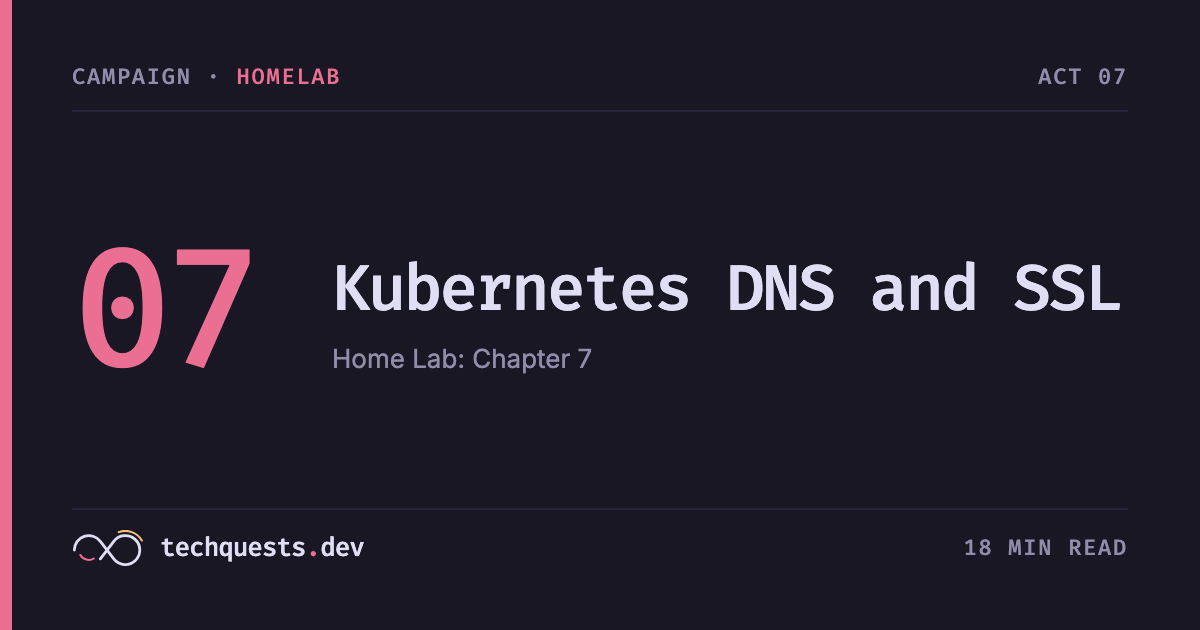 CAMPAIGN · HOMELAB
ACT 07
07
Kubernetes DNS and SSL
Home Lab: Chapter 7
techquests.dev
18 MIN READ